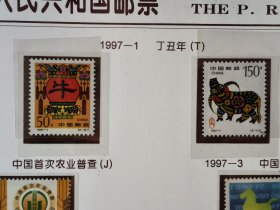 人民共和国邮票 THE P. R
1997-1 丁丑年(T)
牛
50分 中国邮政
中国邮政 150分
中国首次农业普查(J)
1997-3 中国